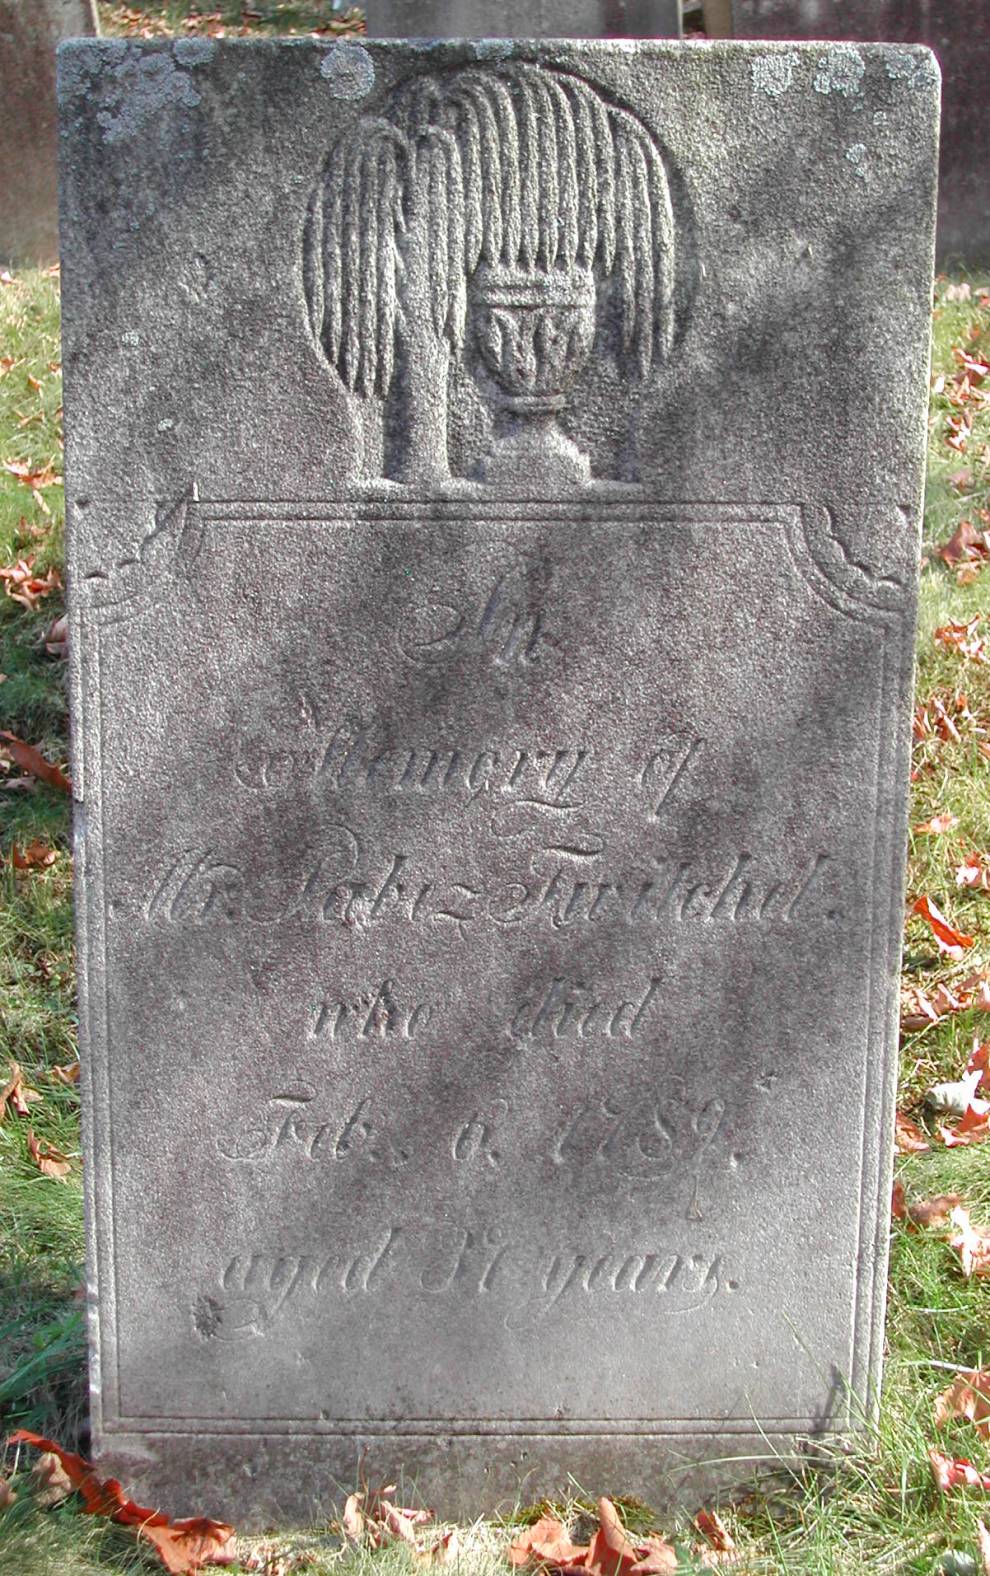 In
Memory of
Mr. Jabez Twitchel.
who died
Feb. 6, 1789,
aged years.